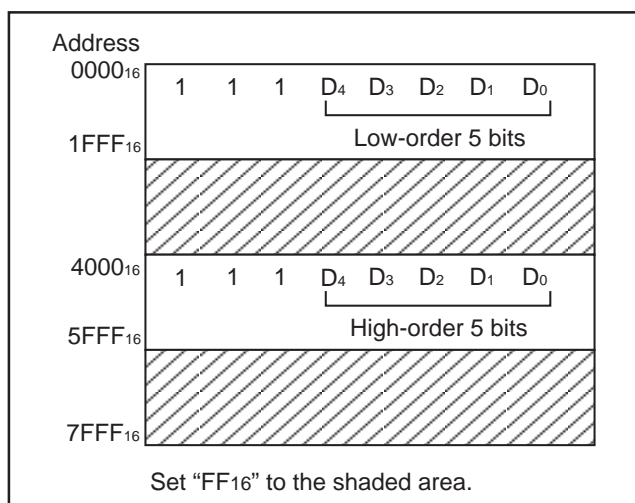 Address
0000₁₆
1 1 1 D₄ D₃ D₂ D₁ D₀
Low-order 5 bits
1FFF₁₆
4000₁₆
1 1 1 D₄ D₃ D₂ D₁ D₀
High-order 5 bits
5FFF₁₆
7FFF₁₆
Set “FF₁₆” to the shaded area.